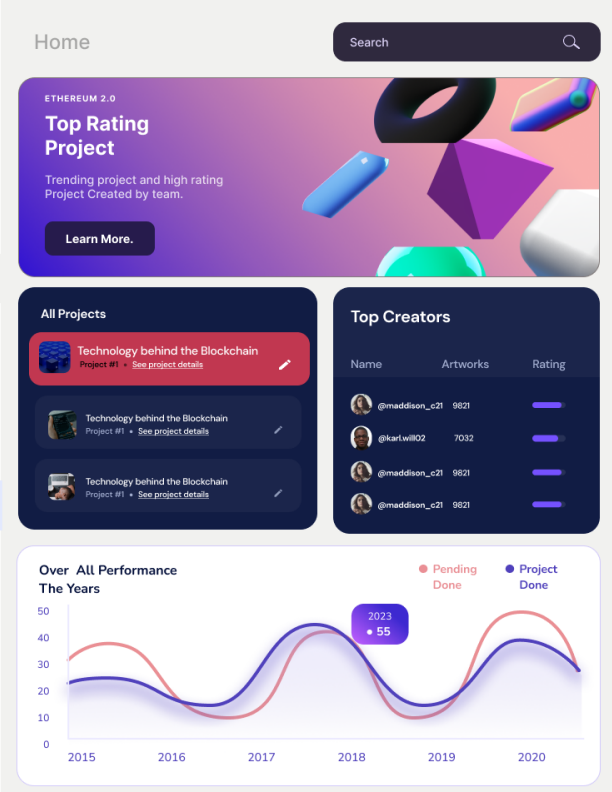 Home
Search
ETHEREUM 2.0
Top Rating
Project
Trending project and high rating
Project Created by team.
Learn More.
All Projects
Technology behind the Blockchain
Project #1 • See project details
Technology behind the Blockchain
Project #1 • See project details
Technology behind the Blockchain
Project #1 • See project details
Top Creators
Name Artworks Rating
@maddison_c21 9821
@karl.will02 7032
@maddison_c21 9821
@maddison_c21 9821
Over All Performance
The Years
Pending
Done
Project
Done
2023
55
50
40
30
20
10
0
2015 2016 2017 2018 2019 2020